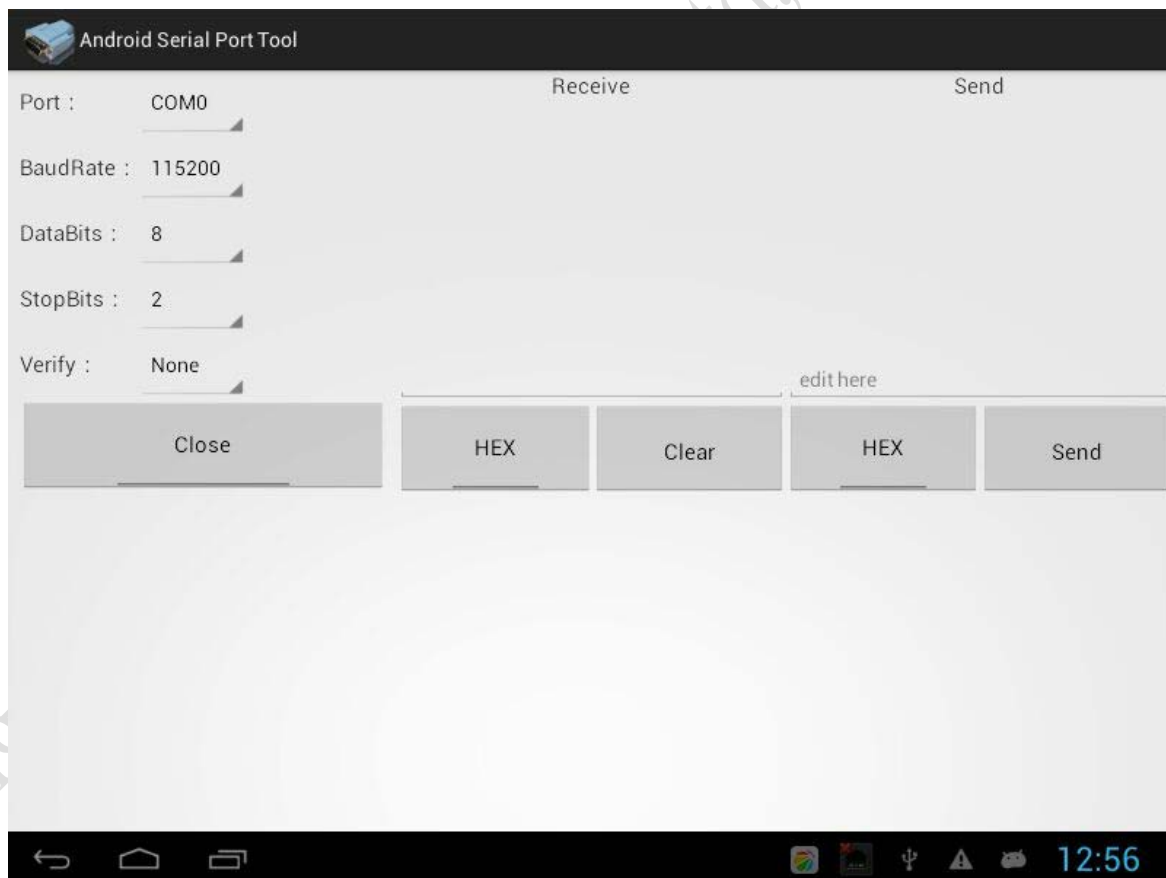 Android Serial Port Tool
Port : COM0
BaudRate : 115200
DataBits : 8
StopBits : 2
Verify : None
Close
Receive
HEX Clear
Send
edit here
HEX Send
12:56